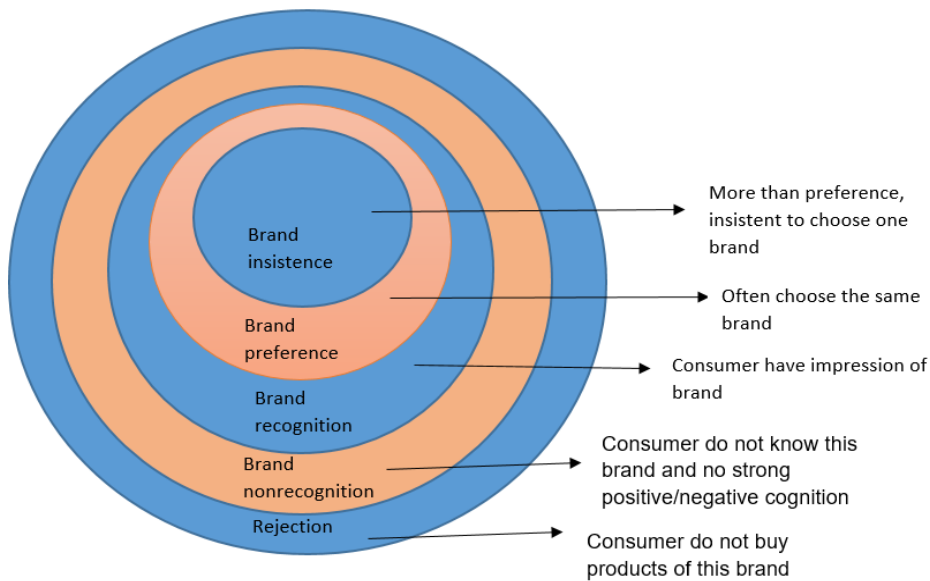 Brand
insistence
More than preference,
insistent to choose one
brand
Brand
preference
Often choose the same
brand
Brand
recognition
Consumer have impression of
brand
Brand
nonrecognition
Consumer do not know this
brand and no strong
positive/negative cognition
Rejection
Consumer do not buy
products of this brand